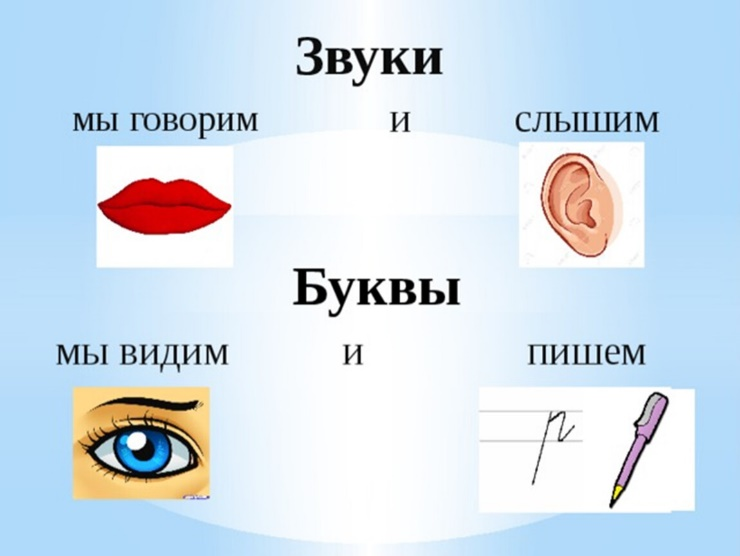 Звуки
мы говорим и слышим
Буквы
мы видим и пишем
р